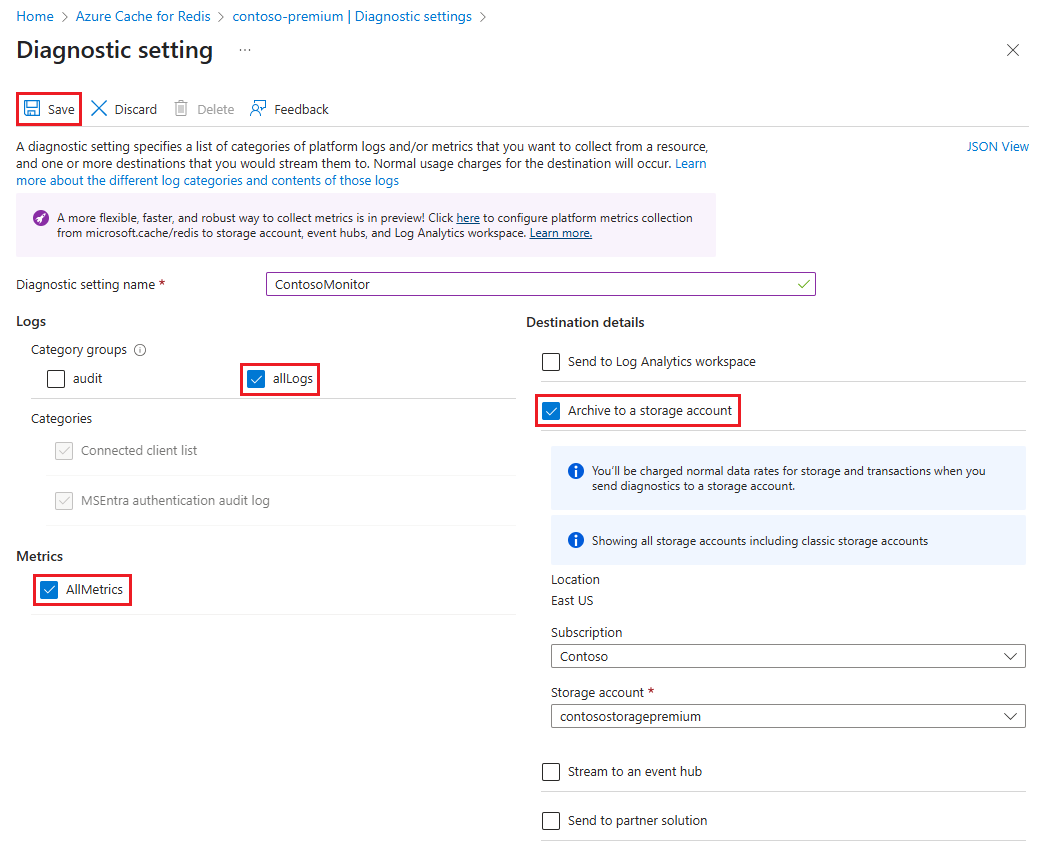 Home > Azure Cache for Redis > contoso-premium | Diagnostic settings >
Diagnostic setting ...
Save Discard Delete Feedback
A diagnostic setting specifies a list of categories of platform logs and/or metrics that you want to collect from a resource,
and one or more destinations that you would stream them to. Normal usage charges for the destination will occur. Learn
more about the different log categories and contents of those logs
JSON View
A more flexible, faster, and robust way to collect metrics is in preview! Click here to configure platform metrics collection
from microsoft.cache/redis to storage account, event hubs, and Log Analytics workspace. Learn more.
Diagnostic setting name *
ContosoMonitor
Logs
Category groups
audit
allLogs
Categories
Connected client list
MSEntra authentication audit log
Metrics
AllMetrics
Destination details
Send to Log Analytics workspace
Archive to a storage account
You'll be charged normal data rates for storage and transactions when you
send diagnostics to a storage account.
Showing all storage accounts including classic storage accounts
Location
East US
Subscription
Contoso
Storage account *
contosostoragepremium
Stream to an event hub
Send to partner solution